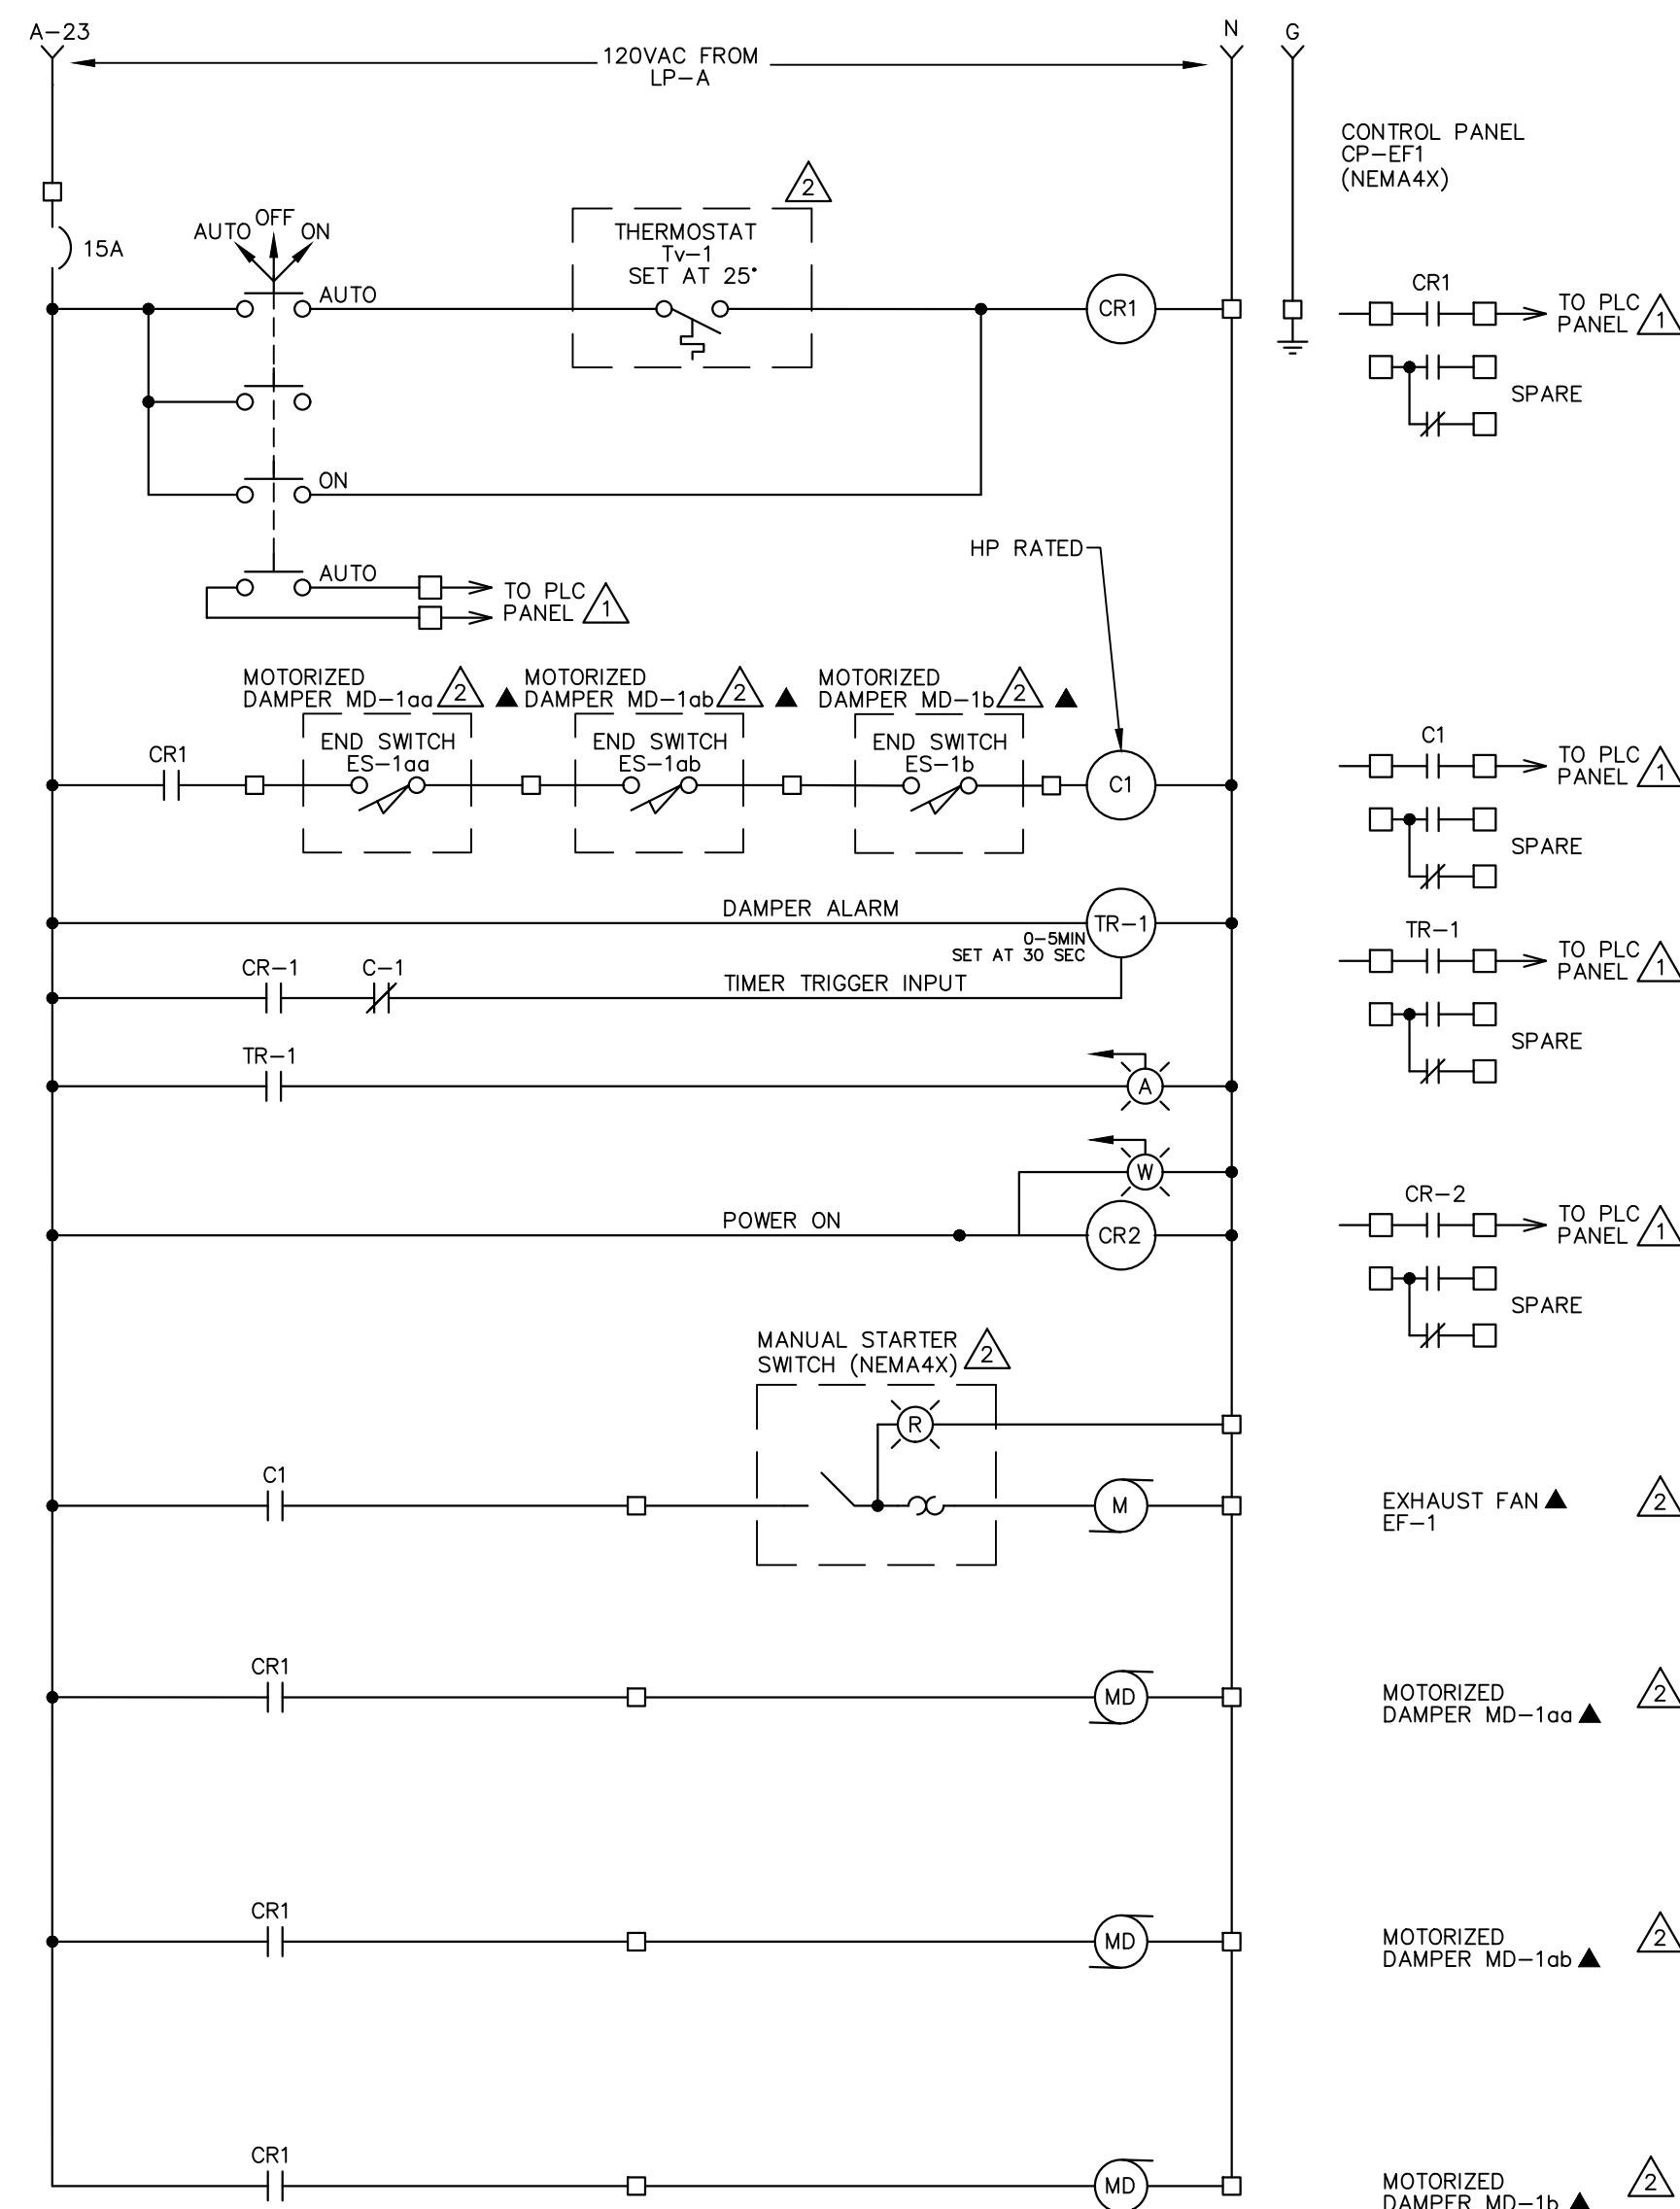 A-23
N
G
120VAC FROM
LP-A
CONTROL PANEL
CP-EF1
(NEMA4X)
2
THERMOSTAT
Tv-1
SET AT 25°
AUTO
OFF
ON
15A
AUTO
CR1
CR1
TO PLC
PANEL
1
SPARE
ON
HP RATED
AUTO
TO PLC
PANEL
1
MOTORIZED
DAMPER MD-1aa
2
MOTORIZED
DAMPER MD-1ab
2
MOTORIZED
DAMPER MD-1b
2
CR1
END SWITCH
ES-1aa
END SWITCH
ES-1ab
END SWITCH
ES-1b
C1
C1
TO PLC
PANEL
1
SPARE
DAMPER ALARM
TR-1
0-5MIN
SET AT 30 SEC
TR-1
TO PLC
PANEL
1
SPARE
CR-1
C-1
TIMER TRIGGER INPUT
TR-1
A
W
POWER ON
CR2
CR-2
TO PLC
PANEL
1
SPARE
MANUAL STARTER
SWITCH (NEMA4X)
2
R
C1
M
EXHAUST FAN
EF-1
2
CR1
MD
MOTORIZED
DAMPER MD-1aa
2
CR1
MD
MOTORIZED
DAMPER MD-1ab
2
CR1
MD
MOTORIZED
DAMPER MD-1b
2